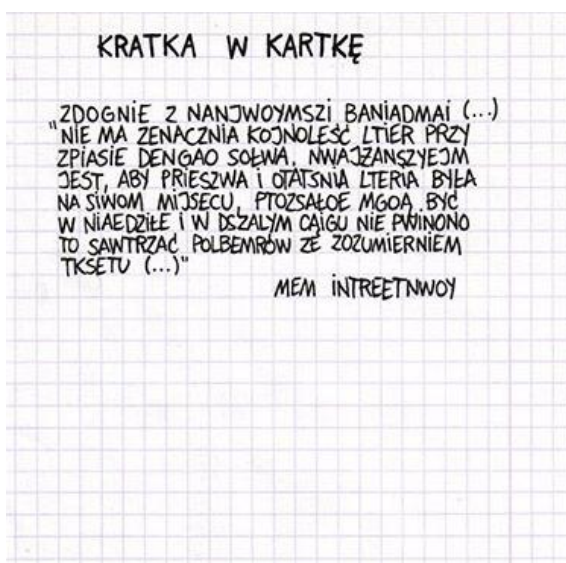 KRATKA W KARTKĘ
ZDOGNIE Z NANJWOYMSZI BANIADMAI (...)
"NIE MA ZENACZNIA KOJNOLEŚĆ LTIER PRZY
ZPIASIE DENGAO SOŁWA. NWAJŻANSZYEJM
JEST, ABY PRIESZWA I OTATSNIA LTERIA BYŁA
NA SIWOM MIJSECU, PTOZSAŁOE MGOĄ BYĆ
W NIAEDZIŁE I W DSZALYM CAIGU NIE PWINONO
TO SAWTRZAĆ POLBEMRÓW ZE ZOZUMIERNIEM
TKSETU (...)"
MEM INTREETNWOY